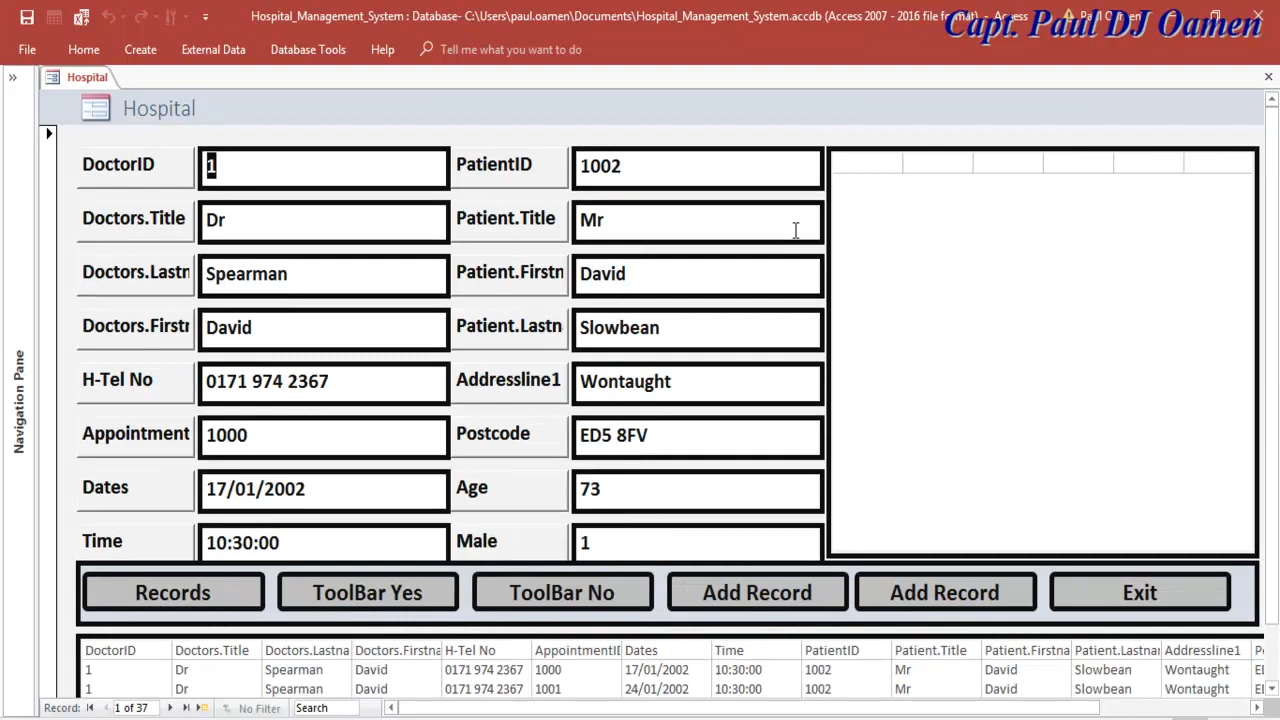 Hospital_Management_System : Database- C:\Users\paul.oamen\Documents\Hospital_Management_System.accdb (Access 2007 - 2016 file format) - Access
Paul Oamen
Capt. Paul DJ Oamen
File Home Create External Data Database Tools Help Tell me what you want to do
Hospital
Hospital
DoctorID 1 PatientID 1002
Doctors.Title Dr Patient.Title Mr
Doctors.Lastn Spearman Patient.Firstn David
Doctors.Firstr David Patient.Lastn Slowbean
H-Tel No 0171 974 2367 Addressline1 Wontaught
Appointment 1000 Postcode ED5 8FV
Dates 17/01/2002 Age 73
Time 10:30:00 Male 1
Navigation Pane
Records ToolBar Yes ToolBar No Add Record Add Record Exit
DoctorID Doctors.Title Doctors.Lastna Doctors.Firstna H-Tel No AppointmentID Dates Time PatientID Patient.Title Patient.Firstna Patient.Lastnar Addressline1 Po
1 Dr Spearman David 0171 974 2367 1000 17/01/2002 10:30:00 1002 Mr David Slowbean Wontaught ED
1 Dr Spearman David 0171 974 2367 1001 24/01/2002 10:30:00 1002 Mr David Slowbean Wontaught ED
Record: 1 of 37 No Filter Search